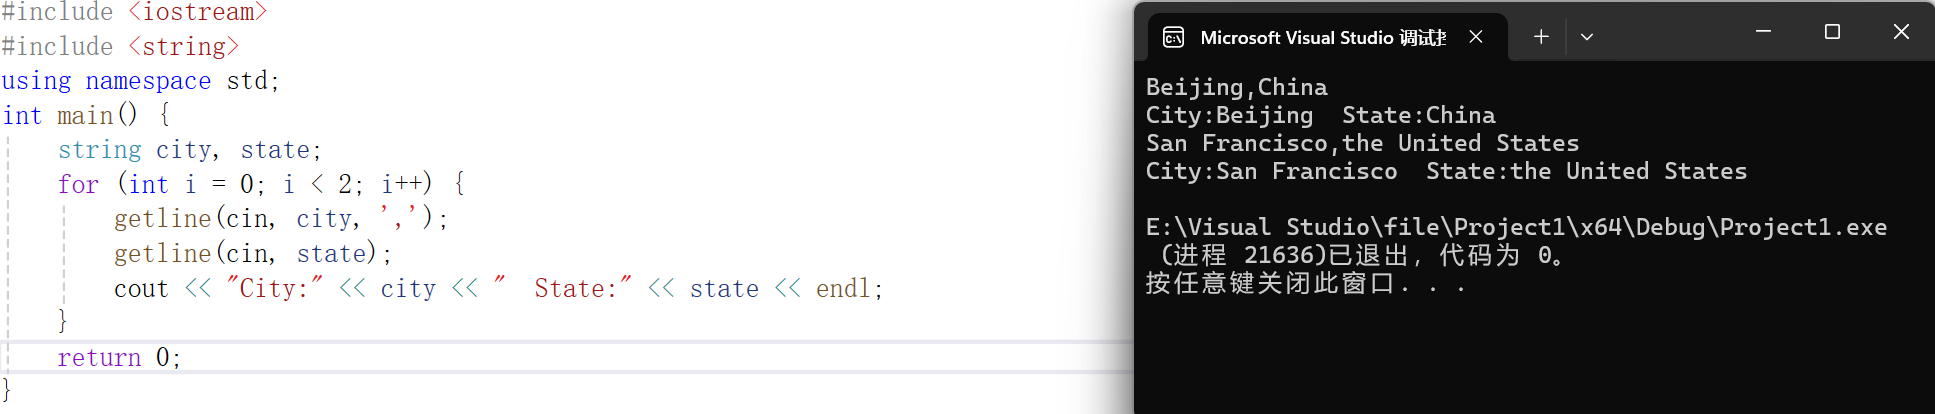 #include <iostream>
#include <string>
using namespace std;
int main() {
    string city, state;
    for (int i = 0; i < 2; i++) {
        getline(cin, city, ',');
        getline(cin, state);
        cout << "City:" << city << "  State:" << state << endl;
    }
    return 0;
}
Microsoft Visual Studio 调试控
Beijing,China
City:Beijing  State:China
San Francisco,the United States
City:San Francisco  State:the United States
E:\Visual Studio\file\Project1\x64\Debug\Project1.exe
 (进程 21636)已退出，代码为 0。
按任意键关闭此窗口. . .